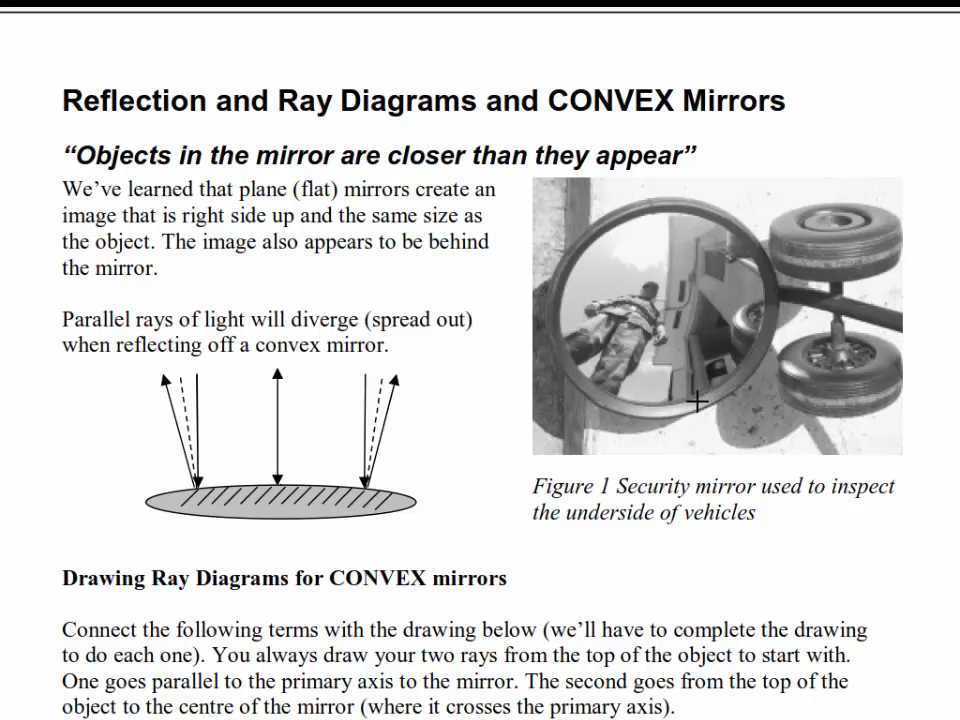 Reflection and Ray Diagrams and CONVEX Mirrors
“Objects in the mirror are closer than they appear”
We’ve learned that plane (flat) mirrors create an
image that is right side up and the same size as
the object. The image also appears to be behind
the mirror.
Parallel rays of light will diverge (spread out)
when reflecting off a convex mirror.
Figure 1 Security mirror used to inspect
the underside of vehicles
Drawing Ray Diagrams for CONVEX mirrors
Connect the following terms with the drawing below (we’ll have to complete the drawing
to do each one). You always draw your two rays from the top of the object to start with.
One goes parallel to the primary axis to the mirror. The second goes from the top of the
object to the centre of the mirror (where it crosses the primary axis).